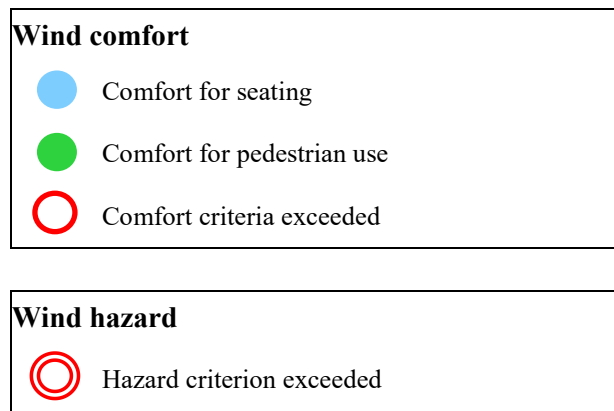 Wind comfort
Comfort for seating
Comfort for pedestrian use
Comfort criteria exceeded
Wind hazard
Hazard criterion exceeded